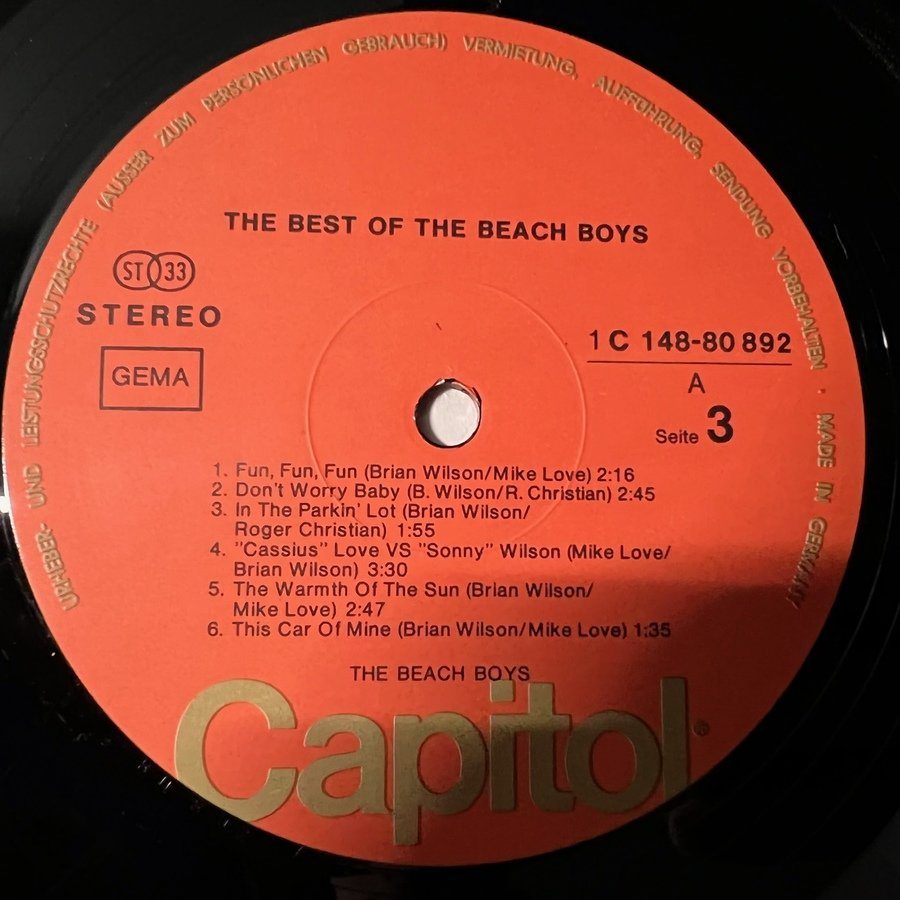 URHEBER- UND LEISTUNGSSCHUTZRECHTE (AUSSER ZUM PERSÖNLICHEN GEBRAUCH) VERMIETUNG, AUFFÜHRUNG, SENDUNG VORBEHALTEN · MADE IN GERMANY
THE BEST OF THE BEACH BOYS
ST 33
STEREO
GEMA
1 C 148-80 892
A
Seite 3
1. Fun, Fun, Fun (Brian Wilson/Mike Love) 2:16
2. Don't Worry Baby (B. Wilson/R. Christian) 2:45
3. In The Parkin' Lot (Brian Wilson/
Roger Christian) 1:55
4. "Cassius" Love VS "Sonny" Wilson (Mike Love/
Brian Wilson) 3:30
5. The Warmth Of The Sun (Brian Wilson/
Mike Love) 2:47
6. This Car Of Mine (Brian Wilson/Mike Love) 1:35
THE BEACH BOYS
Capitol®